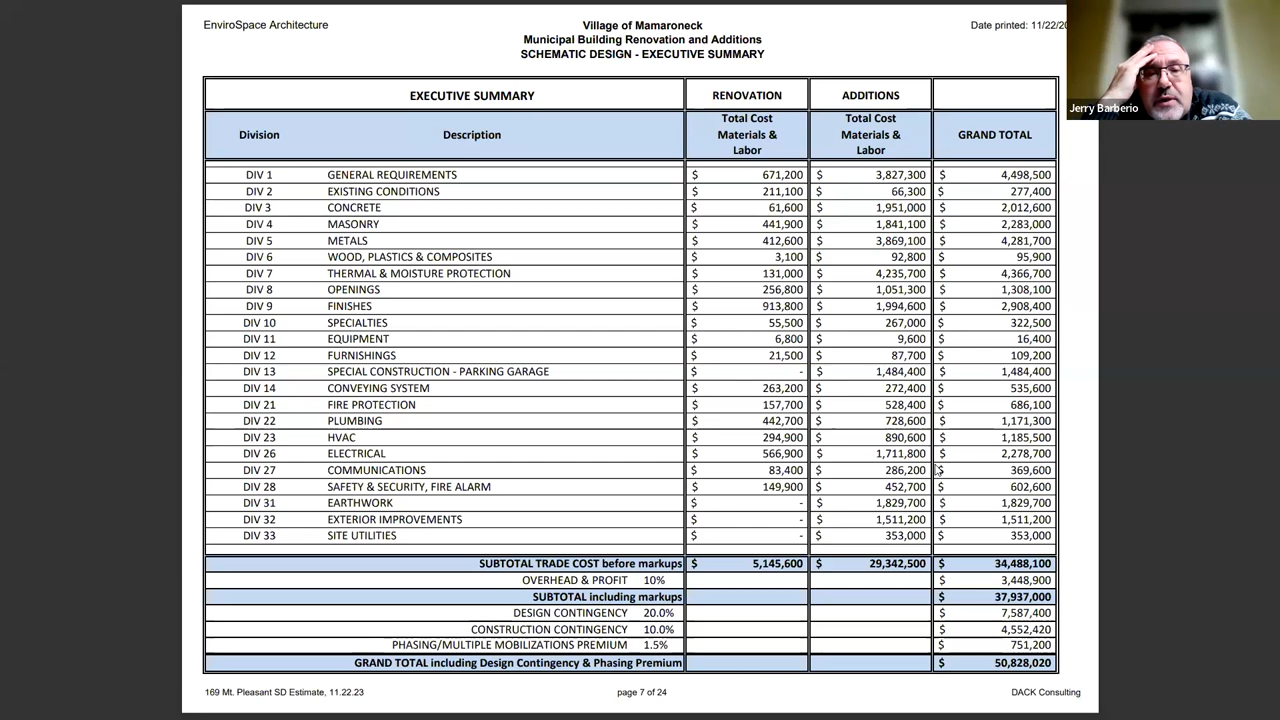 EnviroSpace Architecture
Village of Mamaroneck
Date printed: 11/22/20
Municipal Building Renovation and Additions
SCHEMATIC DESIGN - EXECUTIVE SUMMARY
Jerry Barberio
EXECUTIVE SUMMARY RENOVATION ADDITIONS
Division Description Total Cost Materials & Labor Total Cost Materials & Labor GRAND TOTAL
DIV 1 GENERAL REQUIREMENTS $ 671,200 $ 3,827,300 $ 4,498,500
DIV 2 EXISTING CONDITIONS $ 211,100 $ 66,300 $ 277,400
DIV 3 CONCRETE $ 61,600 $ 1,951,000 $ 2,012,600
DIV 4 MASONRY $ 441,900 $ 1,841,100 $ 2,283,000
DIV 5 METALS $ 412,600 $ 3,869,100 $ 4,281,700
DIV 6 WOOD, PLASTICS & COMPOSITES $ 3,100 $ 92,800 $ 95,900
DIV 7 THERMAL & MOISTURE PROTECTION $ 131,000 $ 4,235,700 $ 4,366,700
DIV 8 OPENINGS $ 256,800 $ 1,051,300 $ 1,308,100
DIV 9 FINISHES $ 913,800 $ 1,994,600 $ 2,908,400
DIV 10 SPECIALTIES $ 55,500 $ 267,000 $ 322,500
DIV 11 EQUIPMENT $ 6,800 $ 9,600 $ 16,400
DIV 12 FURNISHINGS $ 21,500 $ 87,700 $ 109,200
DIV 13 SPECIAL CONSTRUCTION - PARKING GARAGE $ - $ 1,484,400 $ 1,484,400
DIV 14 CONVEYING SYSTEM $ 263,200 $ 272,400 $ 535,600
DIV 21 FIRE PROTECTION $ 157,700 $ 528,400 $ 686,100
DIV 22 PLUMBING $ 442,700 $ 728,600 $ 1,171,300
DIV 23 HVAC $ 294,900 $ 890,600 $ 1,185,500
DIV 26 ELECTRICAL $ 566,900 $ 1,711,800 $ 2,278,700
DIV 27 COMMUNICATIONS $ 83,400 $ 286,200 $ 369,600
DIV 28 SAFETY & SECURITY, FIRE ALARM $ 149,900 $ 452,700 $ 602,600
DIV 31 EARTHWORK $ - $ 1,829,700 $ 1,829,700
DIV 32 EXTERIOR IMPROVEMENTS $ - $ 1,511,200 $ 1,511,200
DIV 33 SITE UTILITIES $ - $ 353,000 $ 353,000
SUBTOTAL TRADE COST before markups $ 5,145,600 $ 29,342,500 $ 34,488,100
OVERHEAD & PROFIT 10% $ 3,448,900
SUBTOTAL including markups $ 37,937,000
DESIGN CONTINGENCY 20.0% $ 7,587,400
CONSTRUCTION CONTINGENCY 10.0% $ 4,552,420
PHASING/MULTIPLE MOBILIZATIONS PREMIUM 1.5% $ 751,200
GRAND TOTAL including Design Contingency & Phasing Premium $ 50,828,020
169 Mt. Pleasant SD Estimate, 11.22.23 page 7 of 24 DACK Consulting